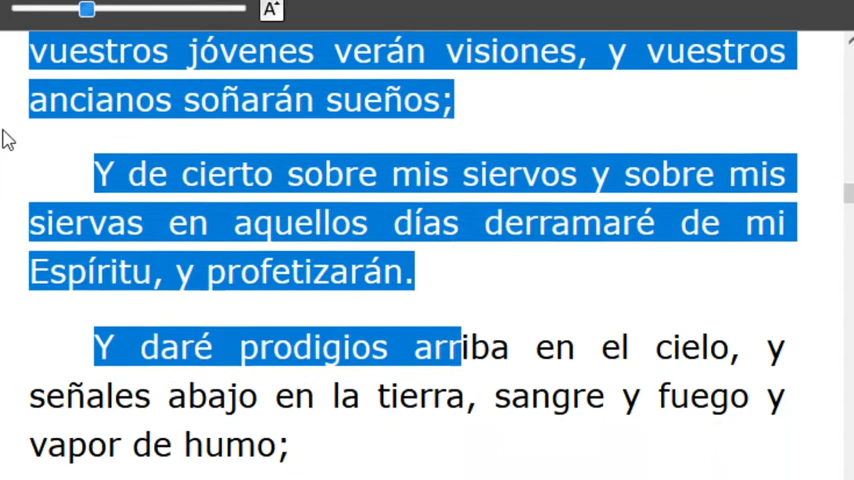 A
vuestros jóvenes verán visiones, y vuestros
ancianos soñarán sueños;
Y de cierto sobre mis siervos y sobre mis
siervas en aquellos días derramaré de mi
Espíritu, y profetizarán.
Y daré prodigios arriba en el cielo, y
señales abajo en la tierra, sangre y fuego y
vapor de humo;